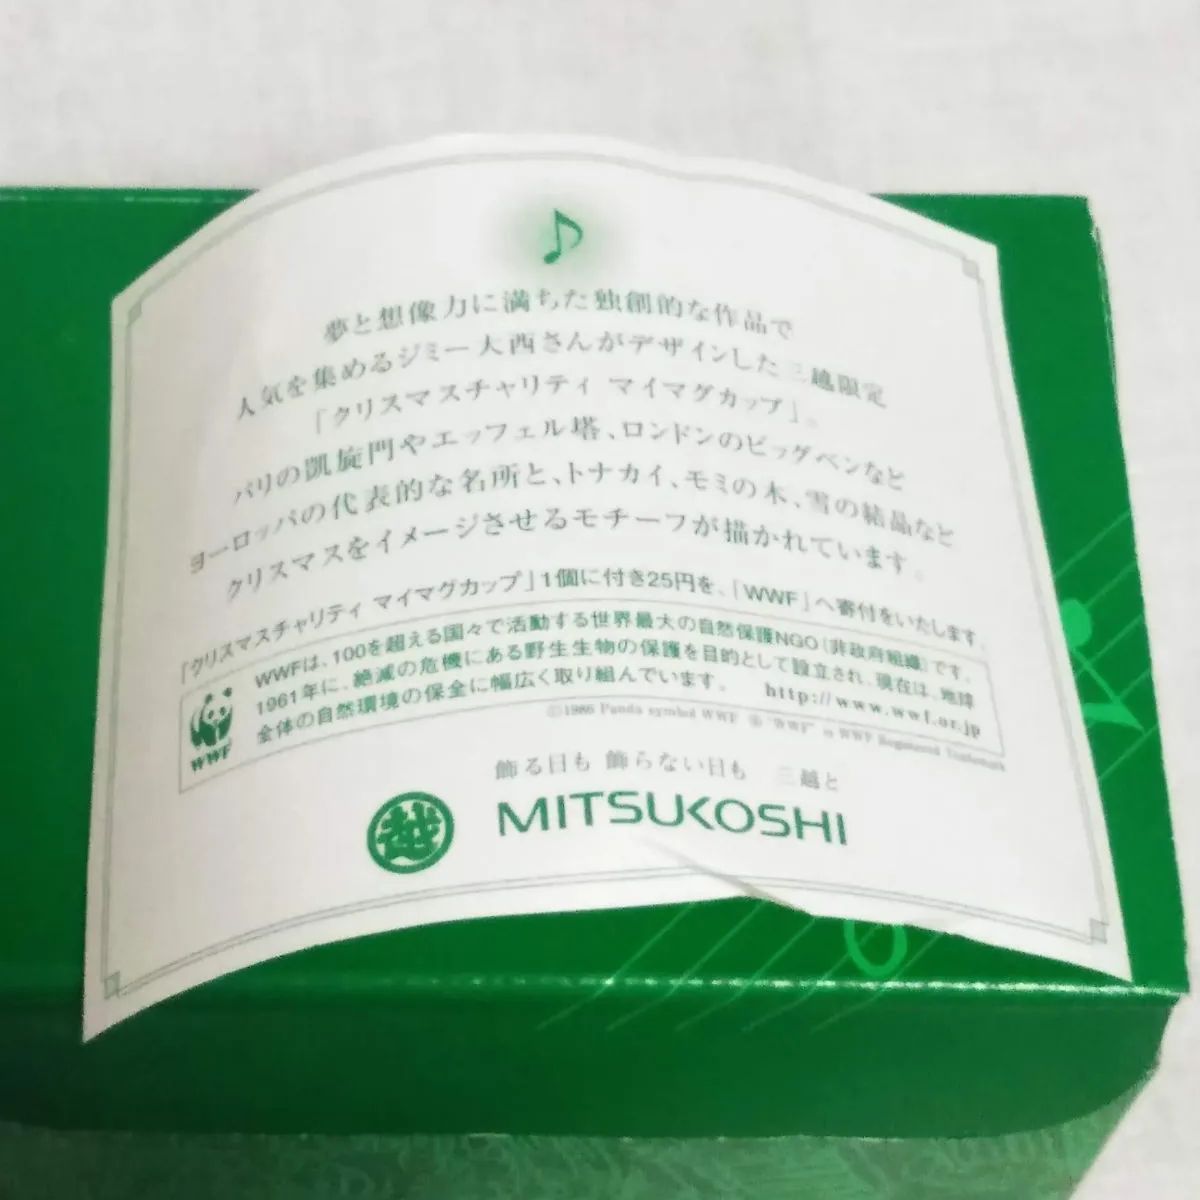 夢と想像力に満ちた独創的な作品で
人気を集めるジミー大西さんがデザインした三越限定
「クリスマスチャリティ マイマグカップ」。
パリの凱旋門やエッフェル塔、ロンドンのビッグベンなど
ヨーロッパの代表的な名所と、トナカイ、モミの木、雪の結晶など
クリスマスをイメージさせるモチーフが描かれています。
「クリスマスチャリティ マイマグカップ」1個に付き25円を、「WWF」へ寄付をいたします。
WWFは、100を超える国々で活動する世界最大の自然保護NGO(非政府組織)です。
1961年に、絶滅の危機にある野生生物の保護を目的として設立され、現在は、地球
全体の自然環境の保全に幅広く取り組んでいます。 http://www.wwf.or.jp
WWF
©1986 Panda symbol WWF ® "WWF" is WWF Registered Trademark
飾る日も 飾らない日も 三越と
越 MITSUKOSHI